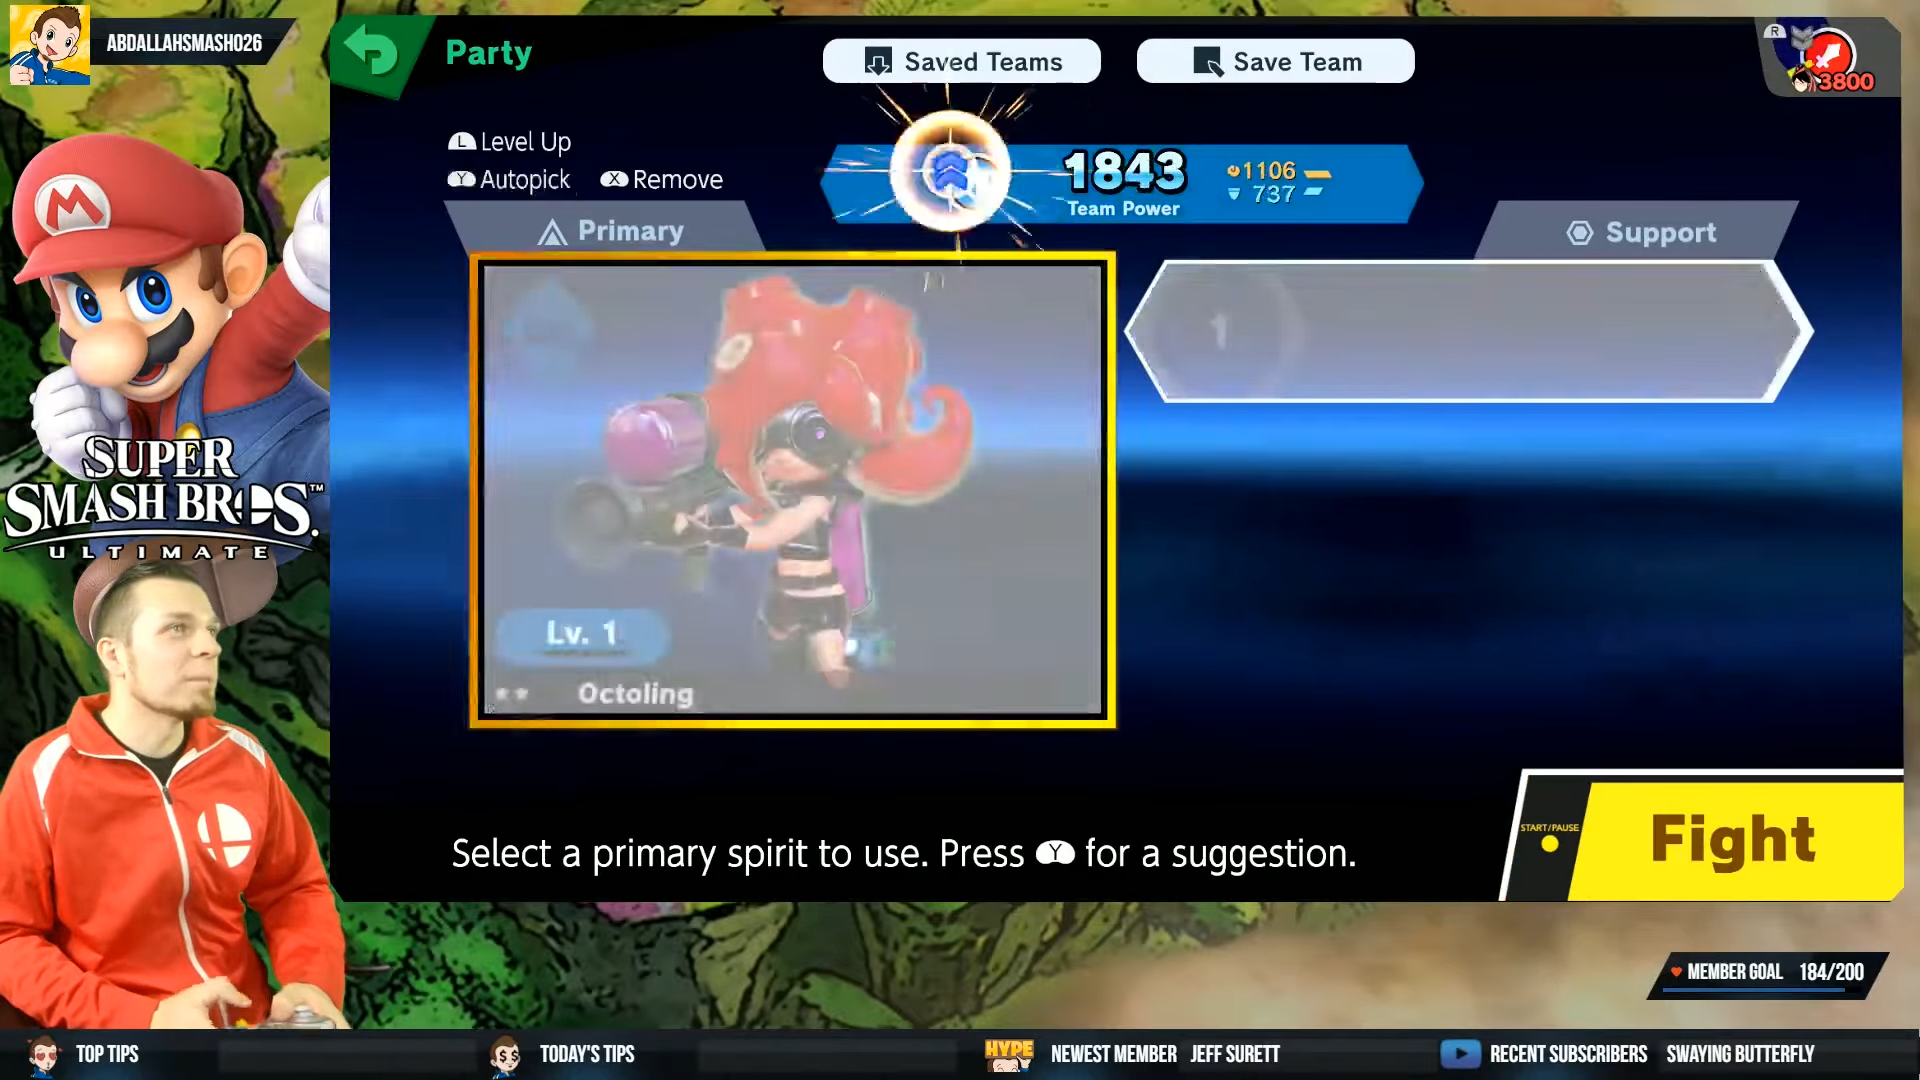 ABDALLAHSMASH026
Party
Saved Teams
Save Team
R
3800
L Level Up
Y Autopick X Remove
1843
Team Power
1106
737
Primary
Support
1
M
SUPER
SMASH BROS.™
ULTIMATE
Lv. 1
★★ Octoling
Select a primary spirit to use. Press Y for a suggestion.
START/PAUSE
Fight
MEMBER GOAL 184/200
TOP TIPS
TODAY'S TIPS
HYPE
NEWEST MEMBER JEFF SURETT
RECENT SUBSCRIBERS SWAYING BUTTERFLY